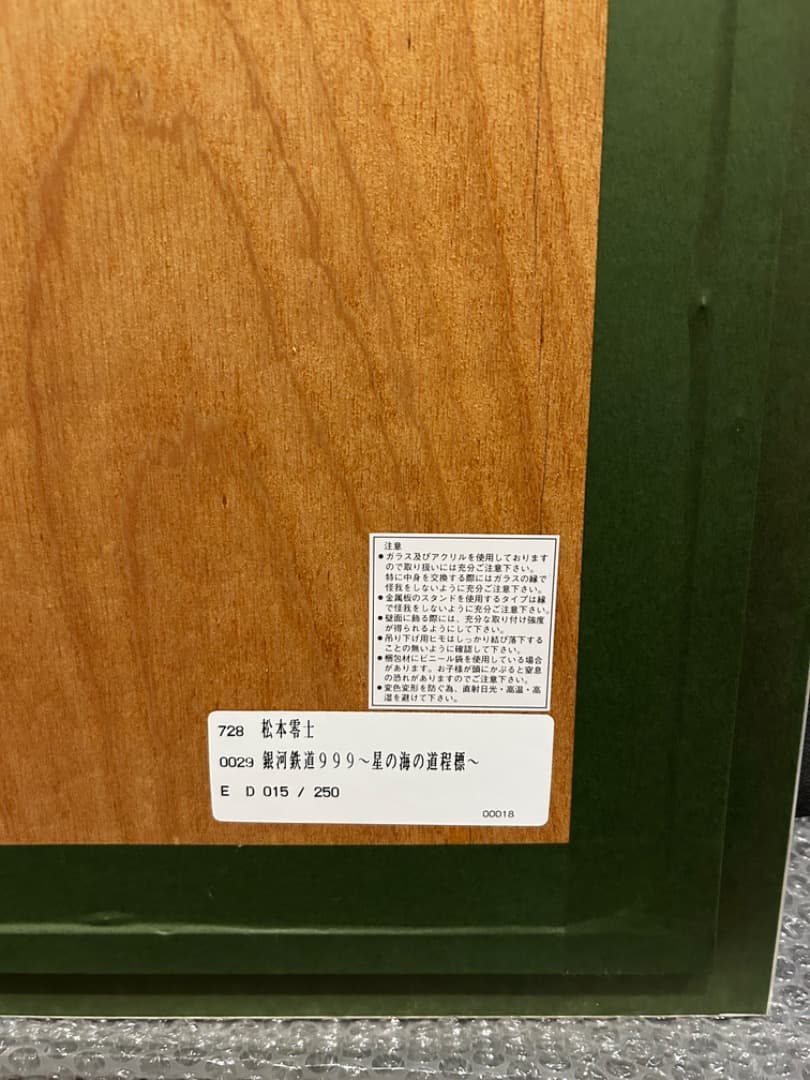 注意
●ガラス及びアクリルを使用しております
ので取り扱いには充分ご注意下さい。
特に中身を交換する際にはガラスの縁で
怪我をしないように充分ご注意下さい。
●金属板のスタンドを使用するタイプは縁
で怪我をしないように充分ご注意下さい。
●壁面に飾る際には、充分な取り付け強度
が得られるようにして下さい。
●吊り下げ用ヒモはしっかり結び落下する
ことの無いように確認して下さい。
●梱包材にビニール袋を使用している場合
があります。お子様が頭にかぶると窒息
の恐れがありますのでご注意下さい。
●変色変形を防ぐ為、直射日光・高温・高
湿を避けて下さい。
728 松本零士
0029 銀河鉄道９９９～星の海の道程標～
E D 015 / 250
00018